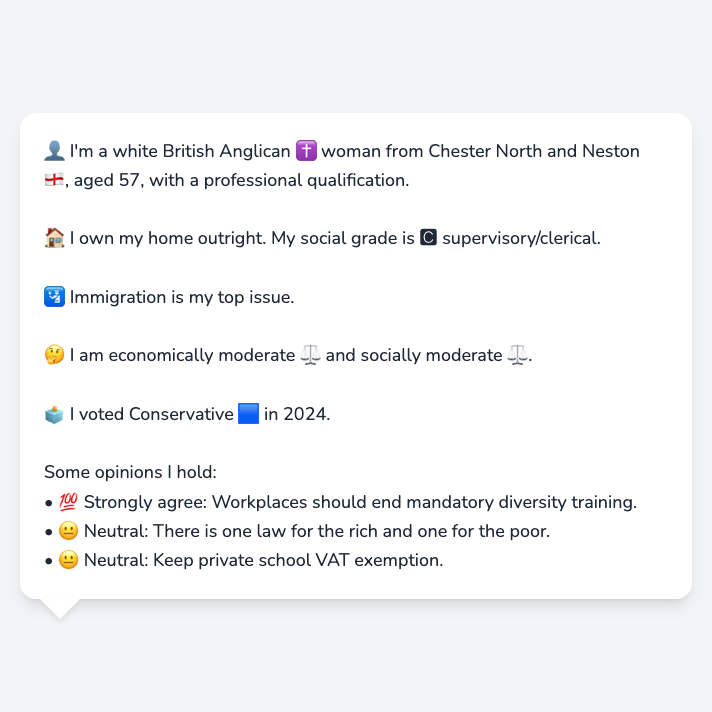 👤 I'm a white British Anglican ✝️ woman from Chester North and Neston
🏴󠁧󠁢󠁥󠁮󠁧󠁿, aged 57, with a professional qualification.
🏠 I own my home outright. My social grade is 🅲 supervisory/clerical.
🛂 Immigration is my top issue.
🤔 I am economically moderate ⚖️ and socially moderate ⚖️.
🗳️ I voted Conservative 🟦 in 2024.
Some opinions I hold:
• 💯 Strongly agree: Workplaces should end mandatory diversity training.
• 😐 Neutral: There is one law for the rich and one for the poor.
• 😐 Neutral: Keep private school VAT exemption.